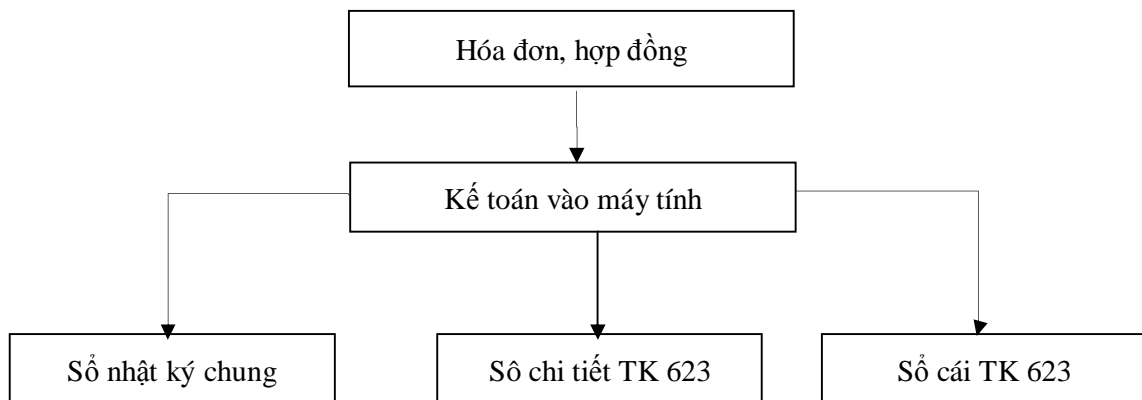 Hóa đơn, hợp đồng
Kế toán vào máy tính
Sổ nhật ký chung
Sô chi tiết TK 623
Sổ cái TK 623